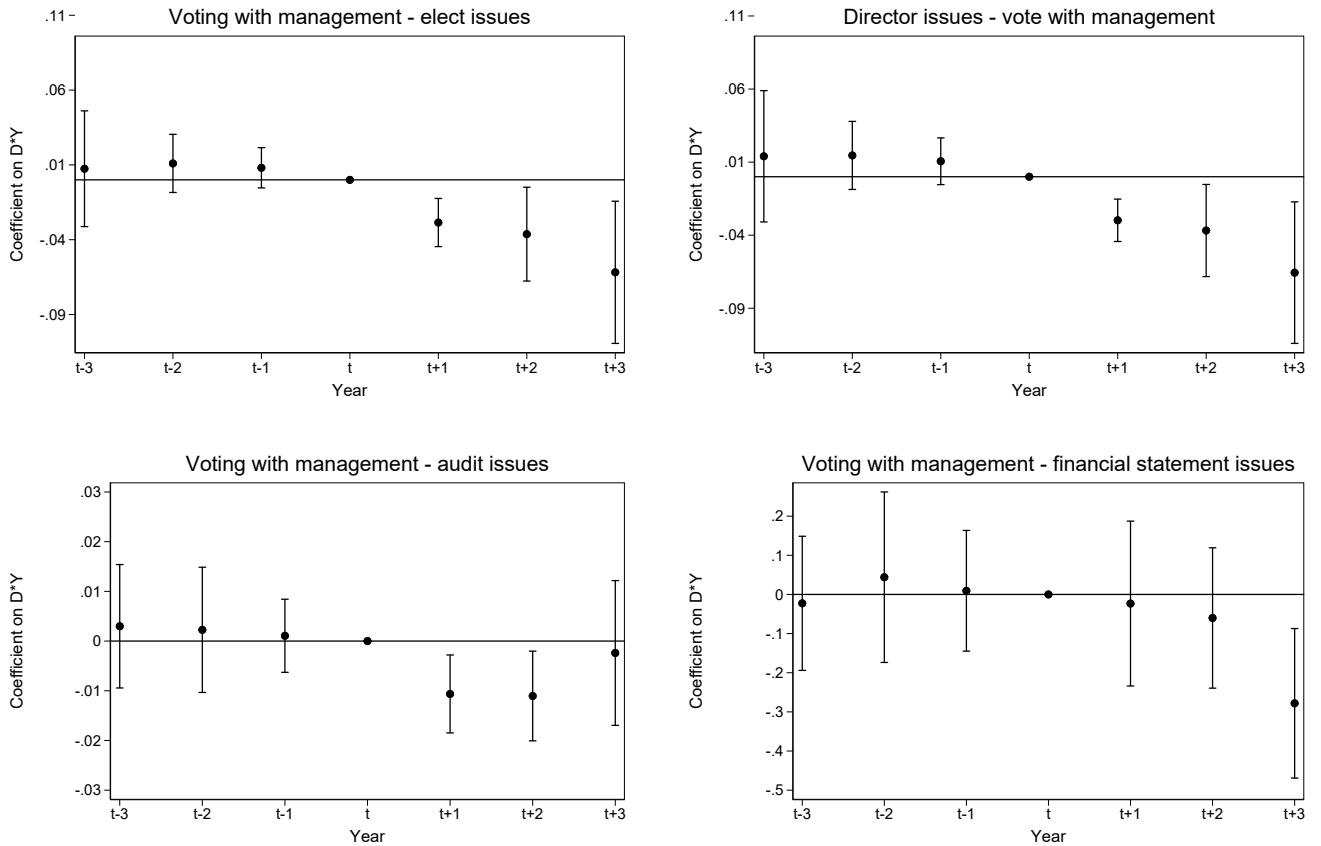 Voting with management - elect issues
.11
.06
.01
-.04
-.09
Coefficient on D*Y
t-3 t-2 t-1 t t+1 t+2 t+3
Year
Director issues - vote with management
.11
.06
.01
-.04
-.09
Coefficient on D*Y
t-3 t-2 t-1 t t+1 t+2 t+3
Year
Voting with management - audit issues
.03
.02
.01
0
-.01
-.02
-.03
Coefficient on D*Y
t-3 t-2 t-1 t t+1 t+2 t+3
Year
Voting with management - financial statement issues
.2
.1
0
-.1
-.2
-.3
-.4
-.5
Coefficient on D*Y
t-3 t-2 t-1 t t+1 t+2 t+3
Year